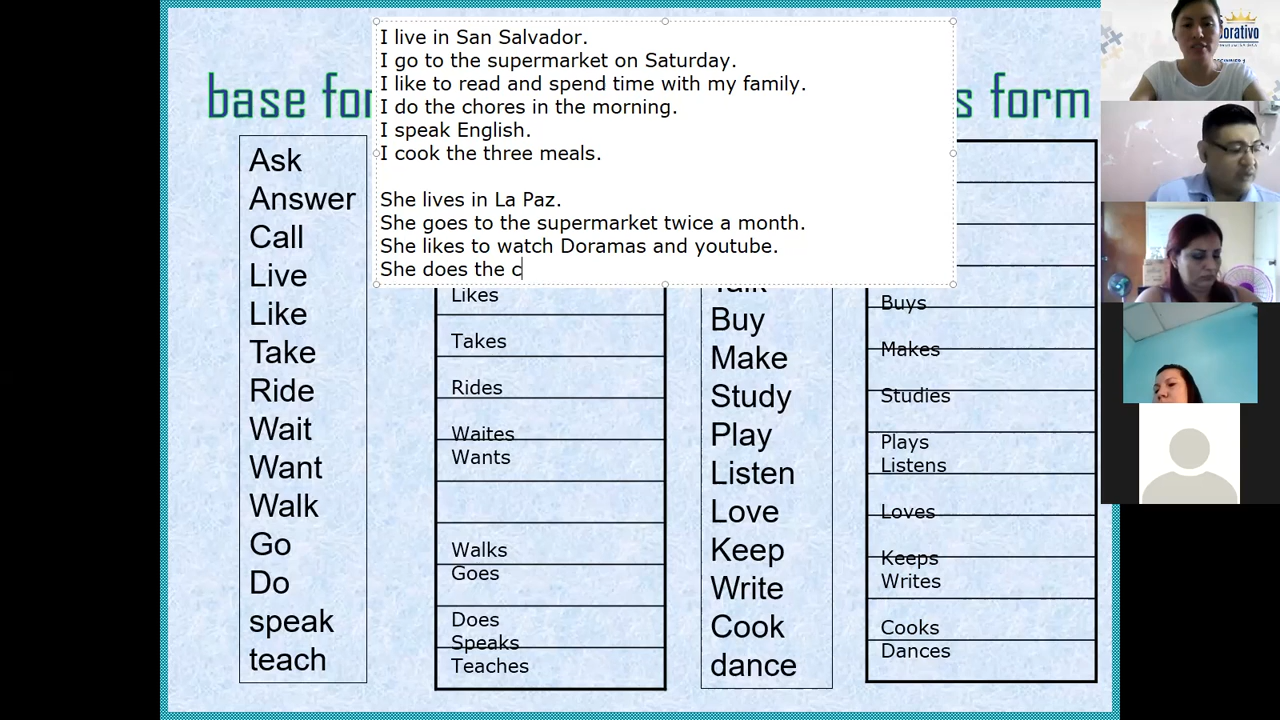 base for
s form
I live in San Salvador.
I go to the supermarket on Saturday.
I like to read and spend time with my family.
I do the chores in the morning.
I speak English.
I cook the three meals.
She lives in La Paz.
She goes to the supermarket twice a month.
She likes to watch Doramas and youtube.
She does the c
Ask
Answer
Call
Live
Like
Take
Ride
Wait
Want
Walk
Go
Do
speak
teach
Likes
Takes
Rides
Waites
Wants
Walks
Goes
Does
Speaks
Teaches
Talk
Buy
Make
Study
Play
Listen
Love
Keep
Write
Cook
dance
Buys
Makes
Studies
Plays
Listens
Loves
Keeps
Writes
Cooks
Dances
orativo